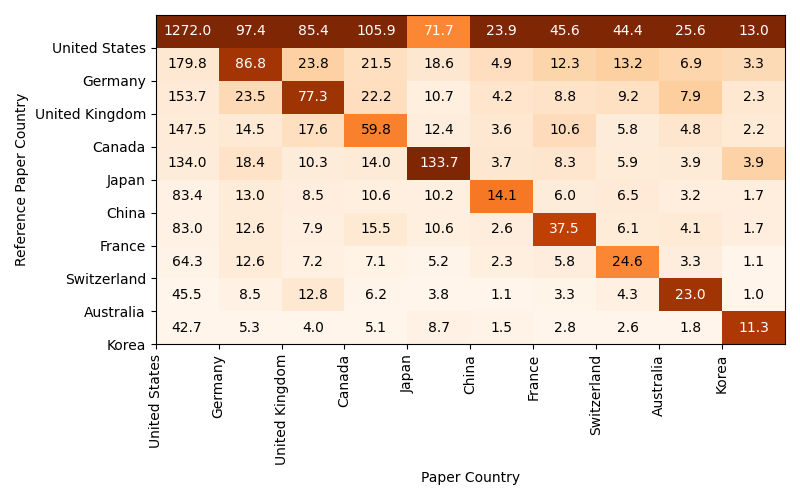 1272.0 97.4 85.4 105.9 71.7 23.9 45.6 44.4 25.6 13.0
United States
179.8 86.8 23.8 21.5 18.6 4.9 12.3 13.2 6.9 3.3
Germany
153.7 23.5 77.3 22.2 10.7 4.2 8.8 9.2 7.9 2.3
United Kingdom
147.5 14.5 17.6 59.8 12.4 3.6 10.6 5.8 4.8 2.2
Canada
134.0 18.4 10.3 14.0 133.7 3.7 8.3 5.9 3.9 3.9
Japan
83.4 13.0 8.5 10.6 10.2 14.1 6.0 6.5 3.2 1.7
China
83.0 12.6 7.9 15.5 10.6 2.6 37.5 6.1 4.1 1.7
France
64.3 12.6 7.2 7.1 5.2 2.3 5.8 24.6 3.3 1.1
Switzerland
45.5 8.5 12.8 6.2 3.8 1.1 3.3 4.3 23.0 1.0
Australia
42.7 5.3 4.0 5.1 8.7 1.5 2.8 2.6 1.8 11.3
Korea
Reference Paper Country
United States
Germany
United Kingdom
Canada
Japan
China
France
Switzerland
Australia
Korea
Paper Country